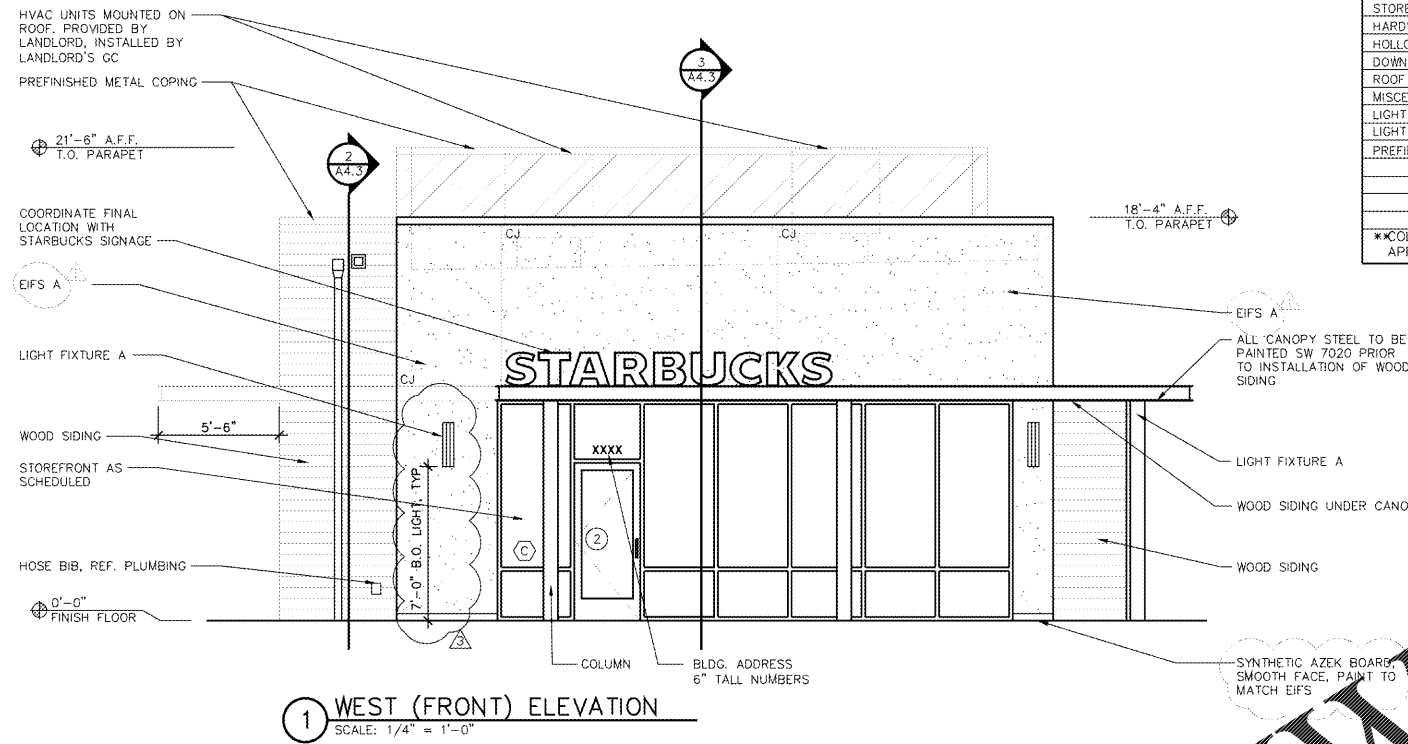 HVAC UNITS MOUNTED ON
ROOF. PROVIDED BY
LANDLORD, INSTALLED BY
LANDLORD'S GC
PREFINISHED METAL COPING
21'-6" A.F.F.
T.O. PARAPET
COORDINATE FINAL
LOCATION WITH
STARBUCKS SIGNAGE
EIFS A
LIGHT FIXTURE A
5'-6"
WOOD SIDING
STOREFRONT AS
SCHEDULED
HOSE BIB, REF. PLUMBING
0'-0"
FINISH FLOOR
2
A4.3
3
A4.3
CJ
CJ
CJ
STARBUCKS
XXXX
C
2
7'-0" B.O. LIGHT, TYP.
3
COLUMN
BLDG. ADDRESS
6" TALL NUMBERS
18'-4" A.F.F.
T.O. PARAPET
EIFS A
ALL CANOPY STEEL TO BE
PAINTED SW 7020 PRIOR
TO INSTALLATION OF WOOD
SIDING
LIGHT FIXTURE A
WOOD SIDING UNDER CANO
WOOD SIDING
SYNTHETIC AZEK BOARD,
SMOOTH FACE, PAINT TO
MATCH EIFS
1
WEST (FRONT) ELEVATION
SCALE: 1/4" = 1'-0"
STORE
HARD
HOLLO
DOWN
ROOF
MISCE
LIGHT
LIGHT
PREFI
**COL
APP